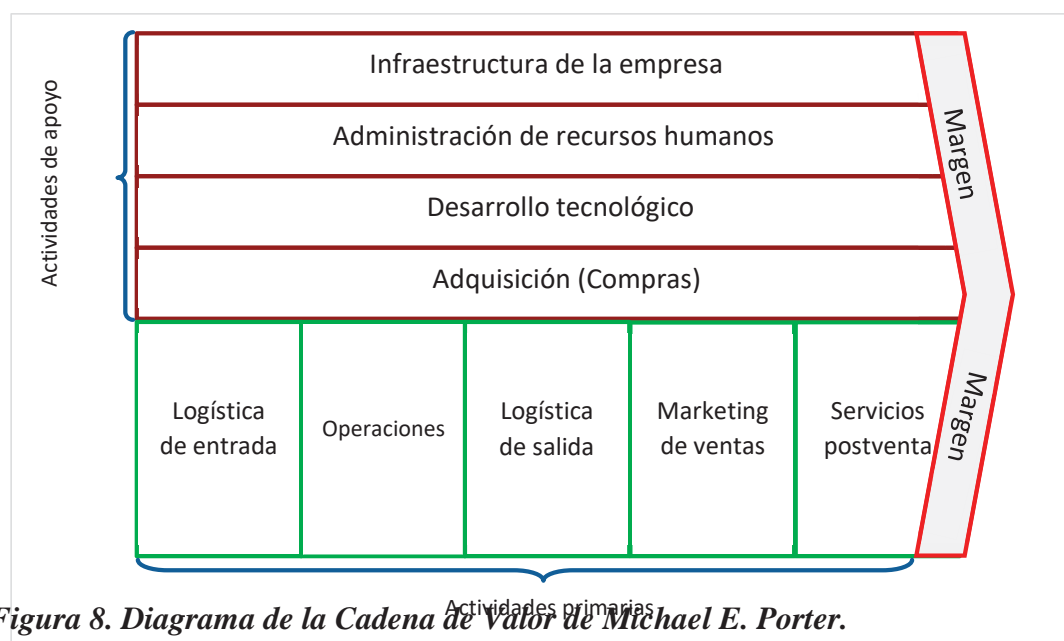 Actividades de apoyo
Infraestructura de la empresa
Administración de recursos humanos
Desarrollo tecnológico
Adquisición (Compras)
Margen
Logística
de entrada
Operaciones
Logística
de salida
Marketing
de ventas
Servicios
postventa
Margen
Actividades primarias
Figura 8. Diagrama de la Cadena de Valor de Michael E. Porter.